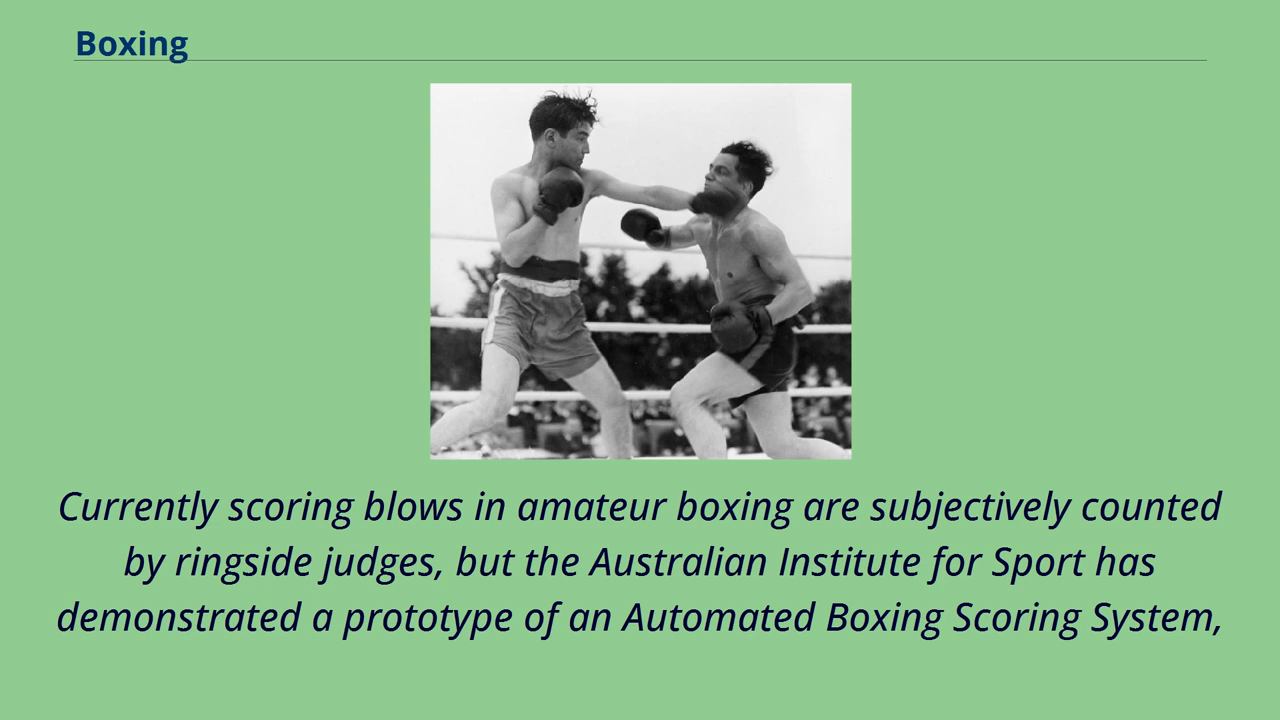 Boxing
Currently scoring blows in amateur boxing are subjectively counted
by ringside judges, but the Australian Institute for Sport has
demonstrated a prototype of an Automated Boxing Scoring System,